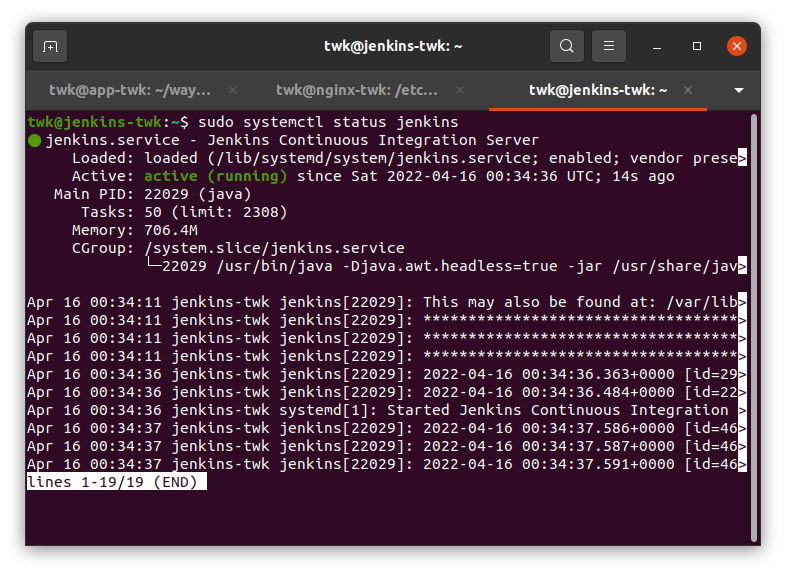 twk@jenkins-twk: ~
twk@app-twk: ~/way... twk@nginx-twk: /etc... twk@jenkins-twk: ~
twk@jenkins-twk:~$ sudo systemctl status jenkins
● jenkins.service - Jenkins Continuous Integration Server
Loaded: loaded (/lib/systemd/system/jenkins.service; enabled; vendor prese>
Active: active (running) since Sat 2022-04-16 00:34:36 UTC; 14s ago
Main PID: 22029 (java)
Tasks: 50 (limit: 2308)
Memory: 706.4M
CGroup: /system.slice/jenkins.service
└─22029 /usr/bin/java -Djava.awt.headless=true -jar /usr/share/jav>
Apr 16 00:34:11 jenkins-twk jenkins[22029]: This may also be found at: /var/lib>
Apr 16 00:34:11 jenkins-twk jenkins[22029]: ***********************************>
Apr 16 00:34:11 jenkins-twk jenkins[22029]: ***********************************>
Apr 16 00:34:11 jenkins-twk jenkins[22029]: ***********************************>
Apr 16 00:34:36 jenkins-twk jenkins[22029]: 2022-04-16 00:34:36.363+0000 [id=29>
Apr 16 00:34:36 jenkins-twk jenkins[22029]: 2022-04-16 00:34:36.484+0000 [id=22>
Apr 16 00:34:36 jenkins-twk systemd[1]: Started Jenkins Continuous Integration >
Apr 16 00:34:37 jenkins-twk jenkins[22029]: 2022-04-16 00:34:37.586+0000 [id=46>
Apr 16 00:34:37 jenkins-twk jenkins[22029]: 2022-04-16 00:34:37.587+0000 [id=46>
Apr 16 00:34:37 jenkins-twk jenkins[22029]: 2022-04-16 00:34:37.591+0000 [id=46>
lines 1-19/19 (END)